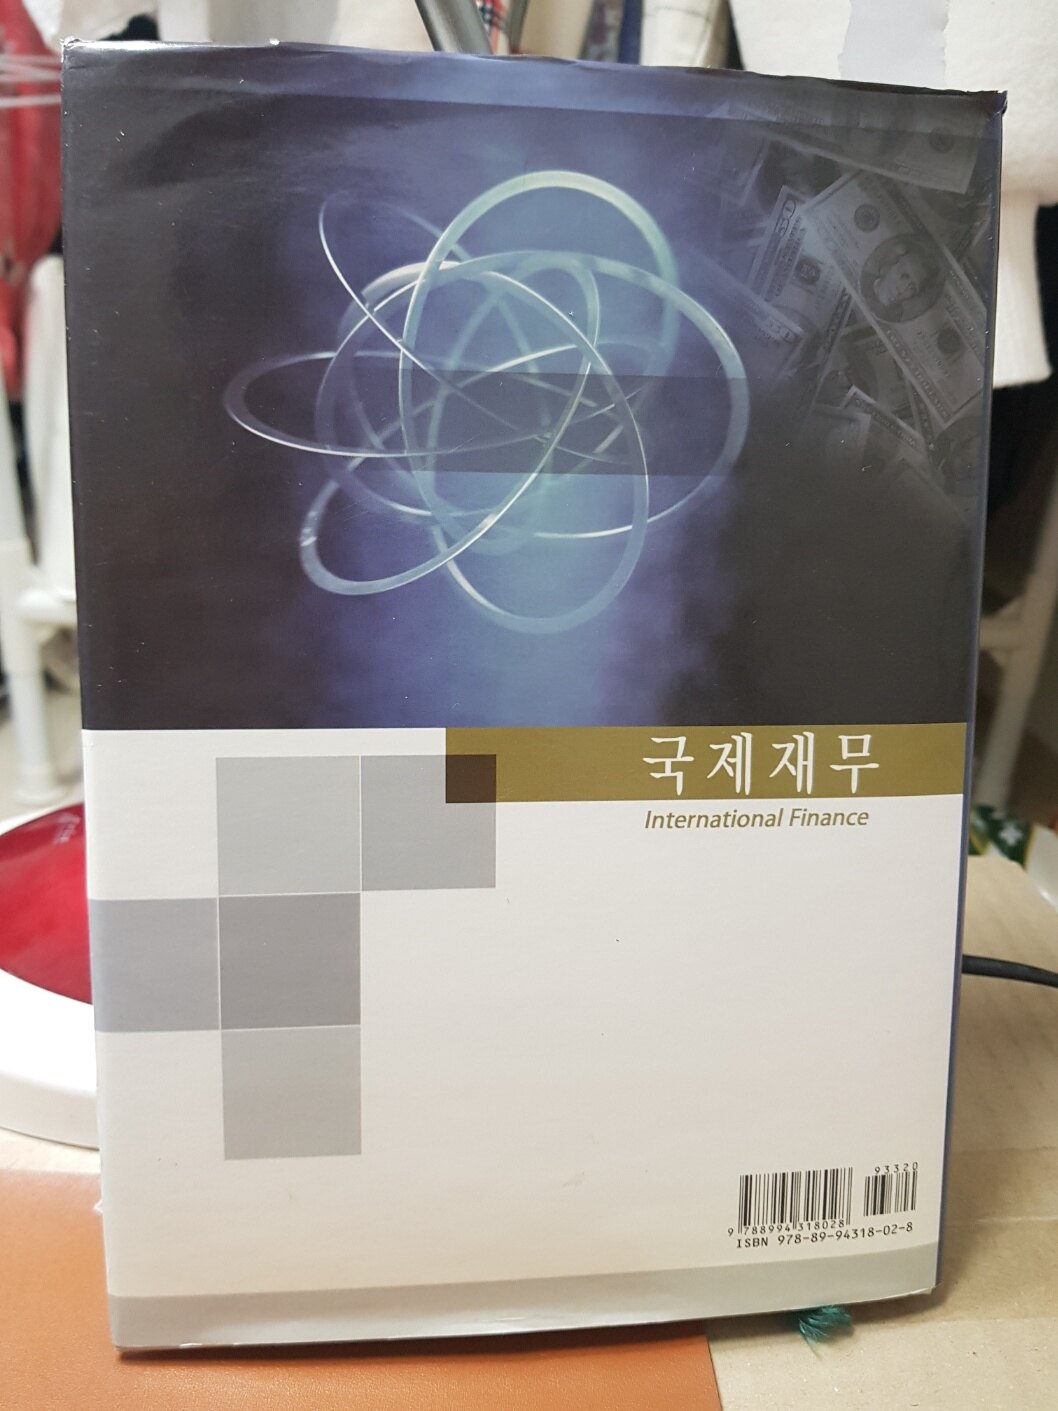 국제재무
International Finance
93320
9 788994 318028
ISBN 978-89-94318-02-8